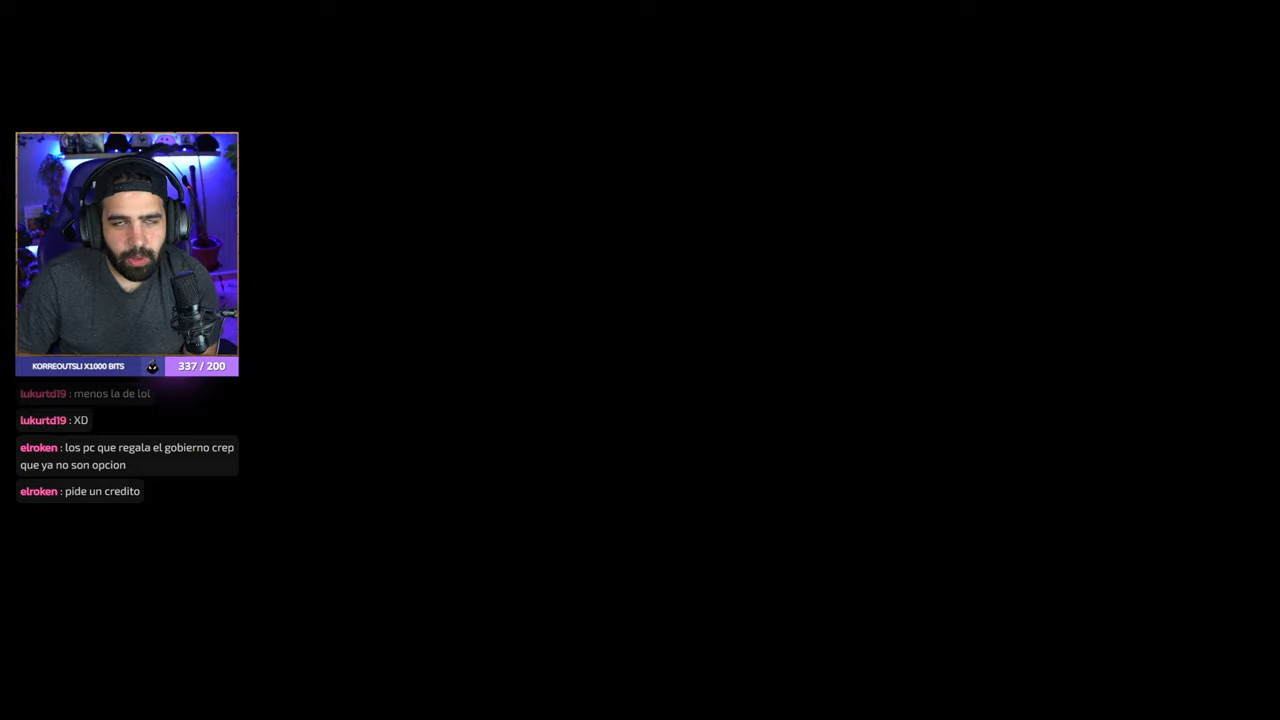 KORREOUTSLI X1000 BITS
337 / 200
lukurtd19 : menos la de lol
lukurtd19 : XD
elroken : los pc que regala el gobierno crep
que ya no son opcion
elroken : pide un credito